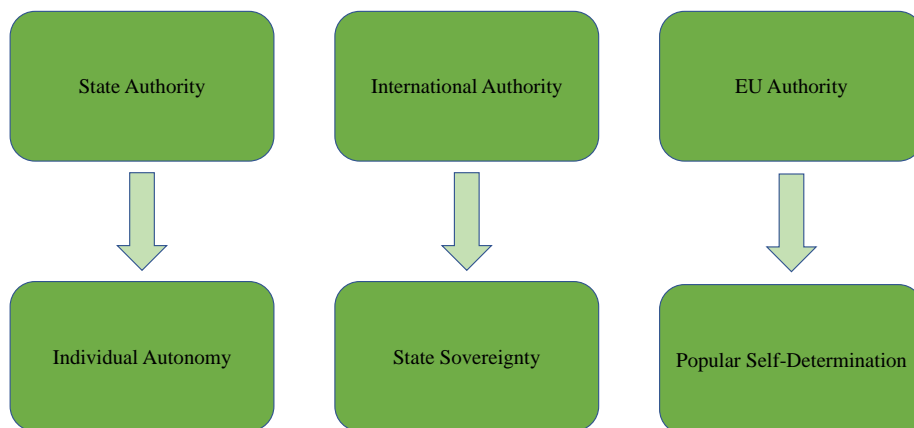 State Authority
International Authority
EU Authority
Individual Autonomy
State Sovereignty
Popular Self-Determination